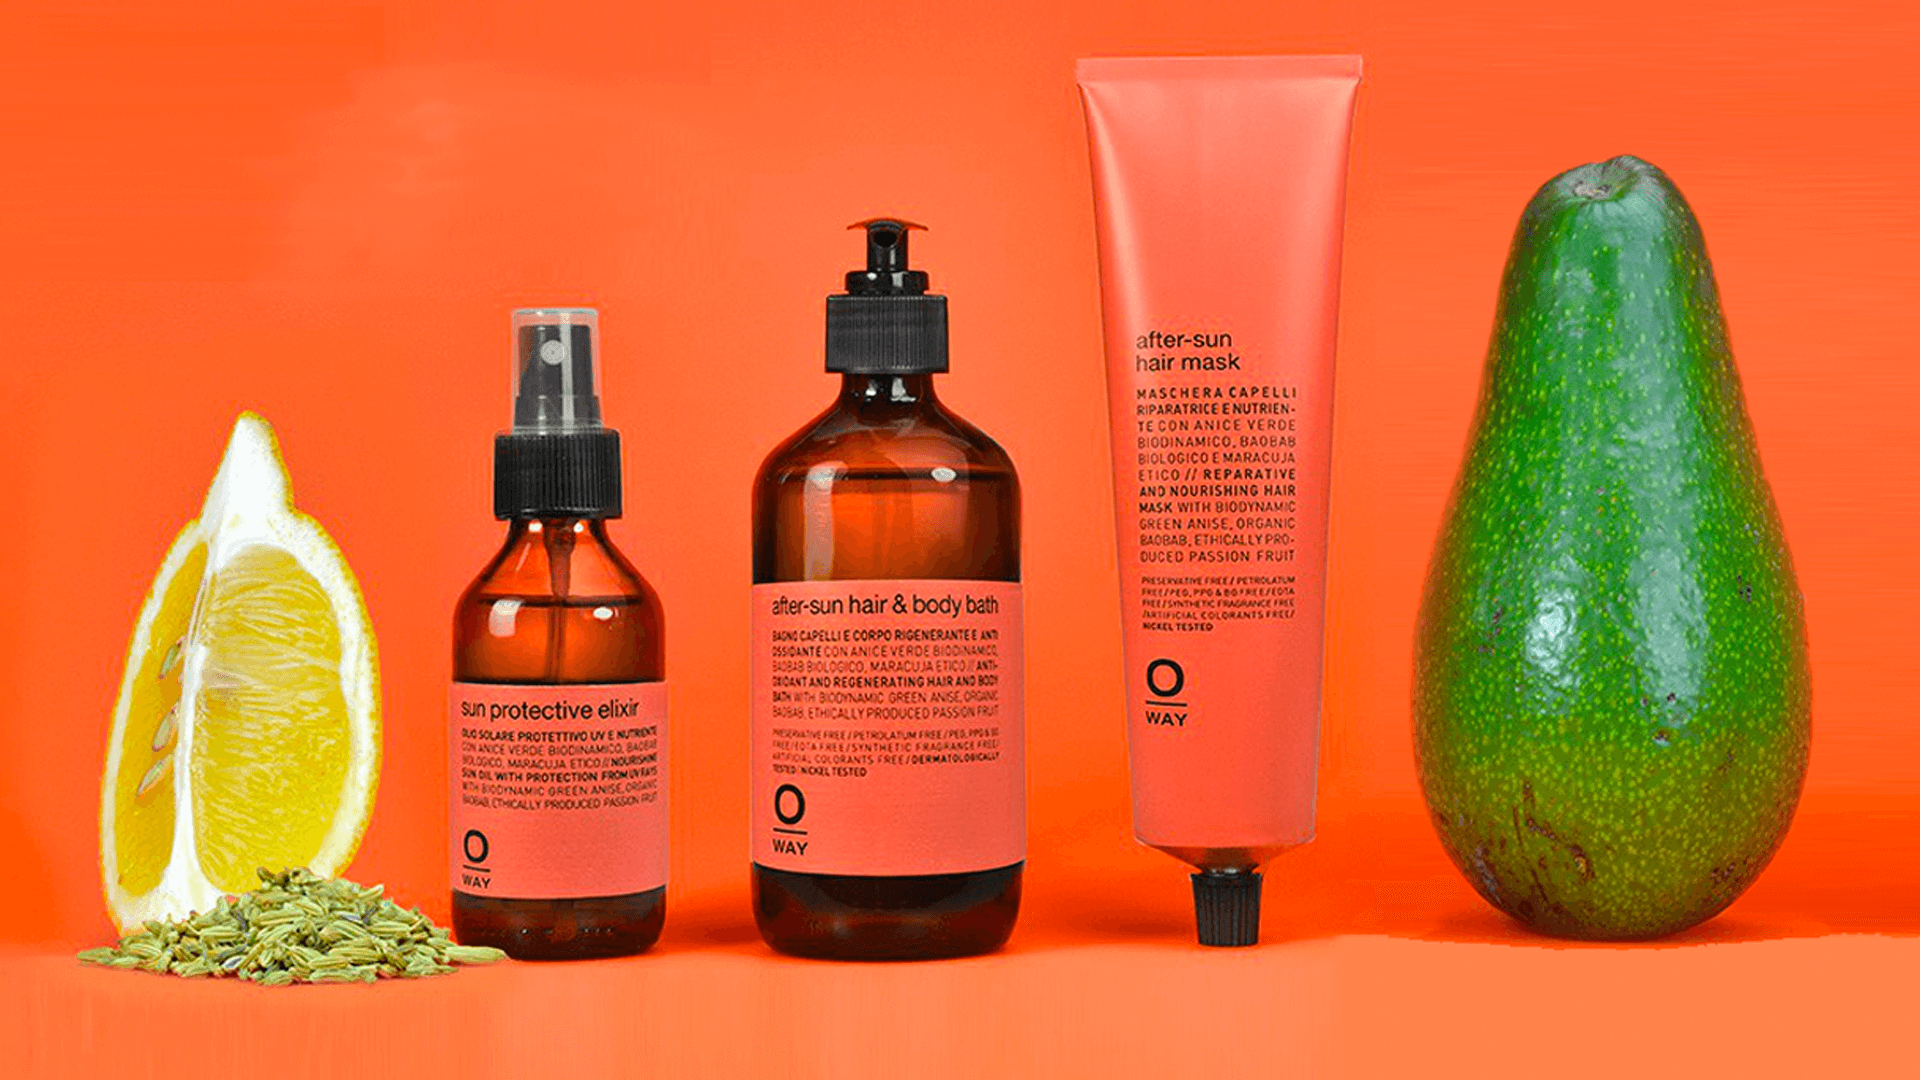 sun protective elixir
OLIO SOLARE PROTETTIVO UV E NUTRIENTE
CON ANICE VERDE BIODINAMICO, BAOBAB
BIOLOGICO, MARACUJA ETICO // NOURISHING
SUN OIL WITH PROTECTION FROM UV RAYS
WITH BIODYNAMIC GREEN ANISE, ORGANIC
BAOBAB, ETHICALLY PRODUCED PASSION FRUIT
O
WAY
after-sun hair & body bath
BAGNO CAPELLI E CORPO RIGENERANTE E ANTI
OSSIDANTE CON ANICE VERDE BIODINAMICO,
BAOBAB BIOLOGICO, MARACUJA ETICO // ANTI-
OXIDANT AND REGENERATING HAIR AND BODY
BATH WITH BIODYNAMIC GREEN ANISE, ORGANIC
BAOBAB, ETHICALLY PRODUCED PASSION FRUIT
PRESERVATIVE FREE / PETROLATUM FREE / PEG, PPG & BG
FREE / EDTA FREE / SYNTHETIC FRAGRANCE FREE /
ARTIFICIAL COLORANTS FREE / DERMATOLOGICALLY
TESTED / NICKEL TESTED
O
WAY
after-sun
hair mask
MASCHERA CAPELLI
RIPARATRICE E NUTRIEN-
TE CON ANICE VERDE
BIODINAMICO, BAOBAB
BIOLOGICO E MARACUJA
ETICO // REPARATIVE
AND NOURISHING HAIR
MASK WITH BIODYNAMIC
GREEN ANISE, ORGANIC
BAOBAB, ETHICALLY PRO-
DUCED PASSION FRUIT
PRESERVATIVE FREE / PETROLATUM
FREE / PEG, PPG & BG FREE / EDTA
FREE / SYNTHETIC FRAGRANCE FREE
/ ARTIFICIAL COLORANTS FREE /
NICKEL TESTED
O
WAY